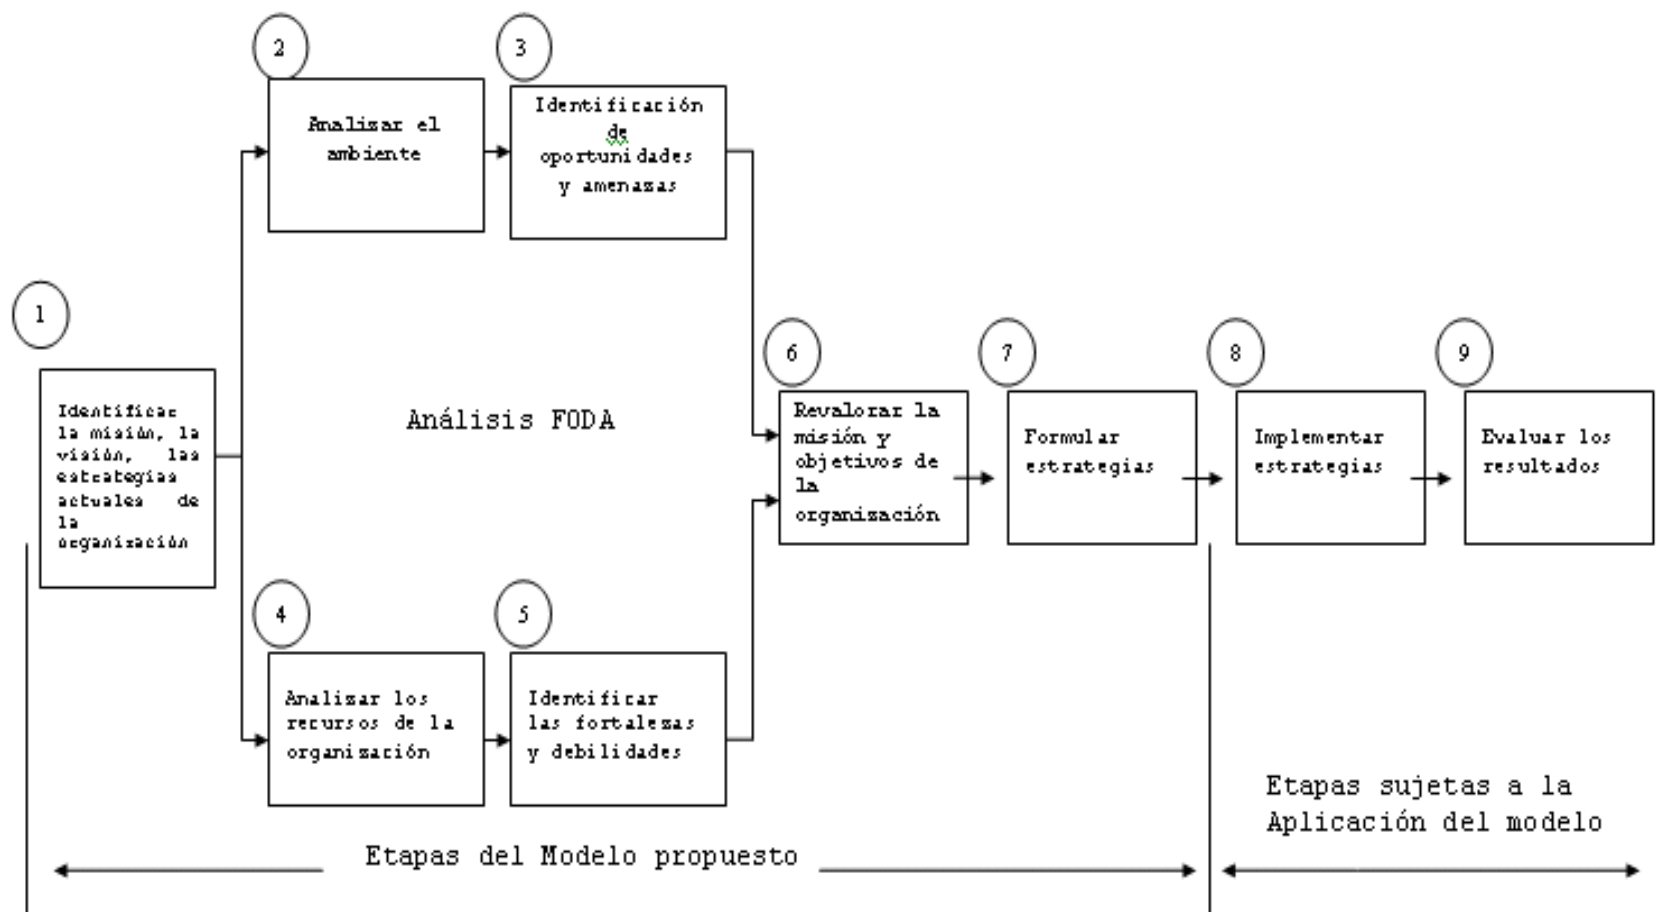 2
3
Analizar el
ambiente
Identificación
de
oportunidades
y amenazas
1
Identificar
la misión, la
visión, las
estrategias
actuales de
la
organización
Análisis FODA
6
Revalorar la
misión y
objetivos de
la
organización
7
Formular
estrategias
8
Implementar
estrategias
9
Evaluar los
resultados
4
Analizar los
recursos de la
organización
5
Identificar
las fortalezas
y debilidades
Etapas del Modelo propuesto
Etapas sujetas a la
Aplicación del modelo